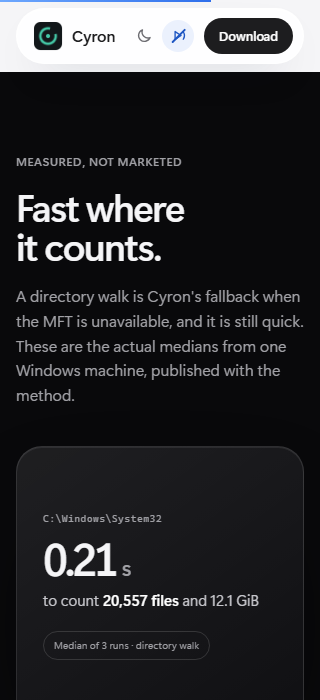 Cyron
Download
MEASURED, NOT MARKETED
Fast where
it counts.
A directory walk is Cyron's fallback when
the MFT is unavailable, and it is still quick.
These are the actual medians from one
Windows machine, published with the
method.
C:\Windows\System32
0.21 s
to count 20,557 files and 12.1 GiB
Median of 3 runs · directory walk